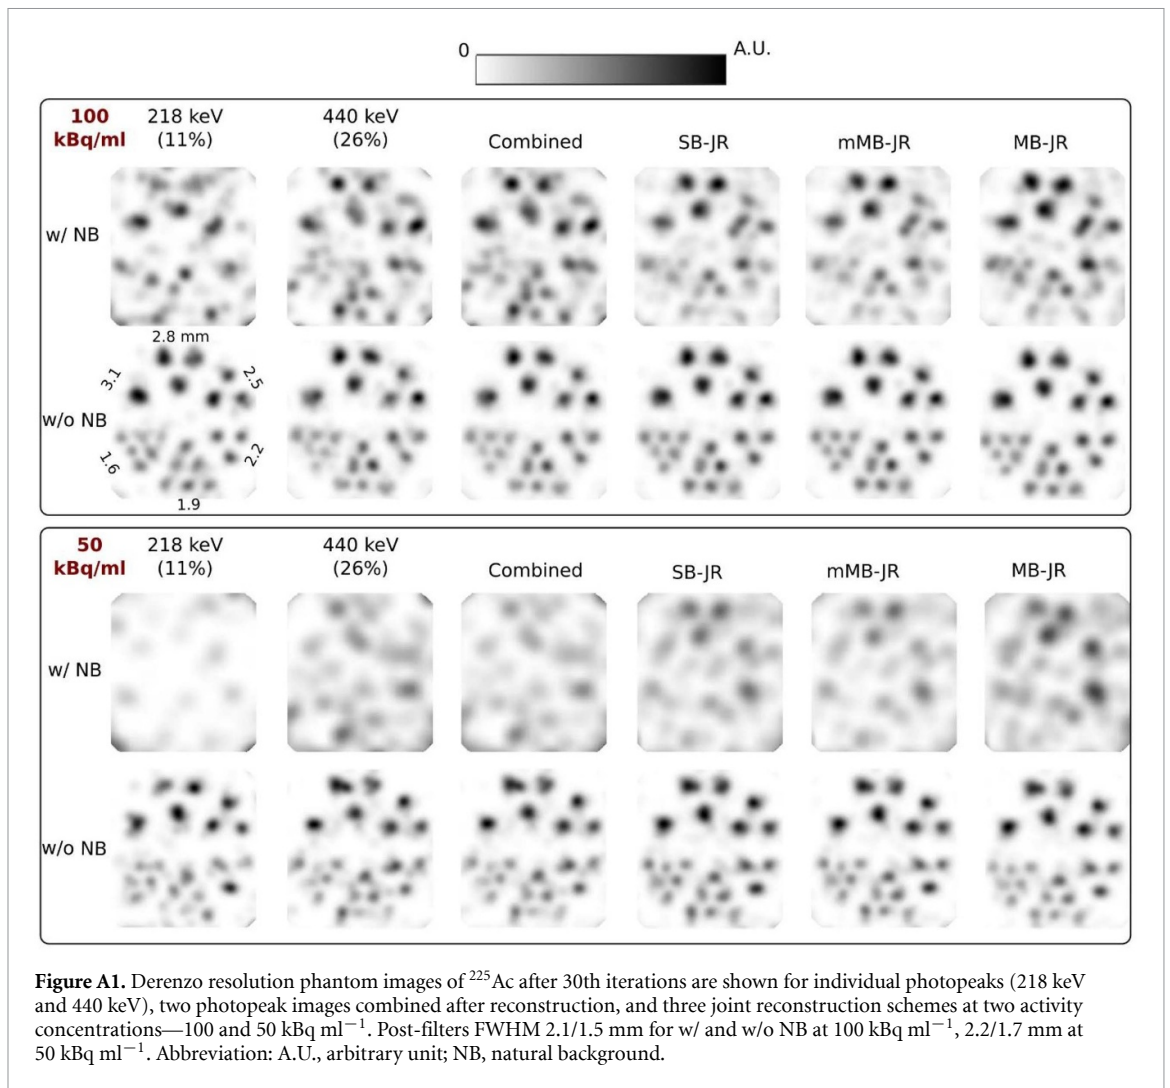 0 A.U.
100 kBq/ml
218 keV (11%)
440 keV (26%)
Combined
SB-JR
mMB-JR
MB-JR
w/ NB
2.8 mm
3.1
2.5
w/o NB
1.6
2.2
1.9
50 kBq/ml
218 keV (11%)
440 keV (26%)
Combined
SB-JR
mMB-JR
MB-JR
w/ NB
w/o NB
Figure A1. Derenzo resolution phantom images of ²²⁵Ac after 30th iterations are shown for individual photopeaks (218 keV
and 440 keV), two photopeak images combined after reconstruction, and three joint reconstruction schemes at two activity
concentrations—100 and 50 kBq ml⁻¹. Post-filters FWHM 2.1/1.5 mm for w/ and w/o NB at 100 kBq ml⁻¹, 2.2/1.7 mm at
50 kBq ml⁻¹. Abbreviation: A.U., arbitrary unit; NB, natural background.